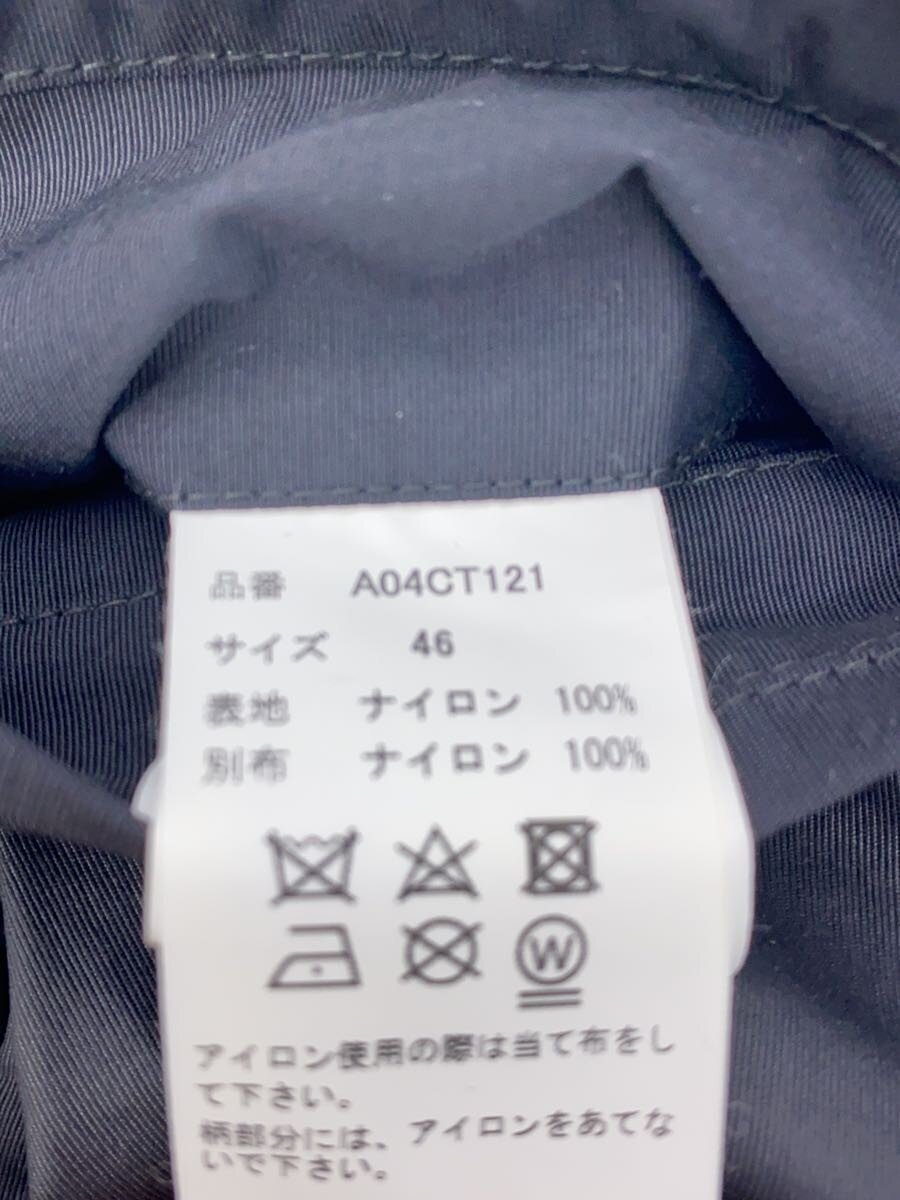 品番 A04CT121
サイズ 46
表地 ナイロン 100%
別布 ナイロン 100%
W
アイロン使用の際は当て布をし
て下さい。
柄部分には、アイロンをあてな
いで下さい。